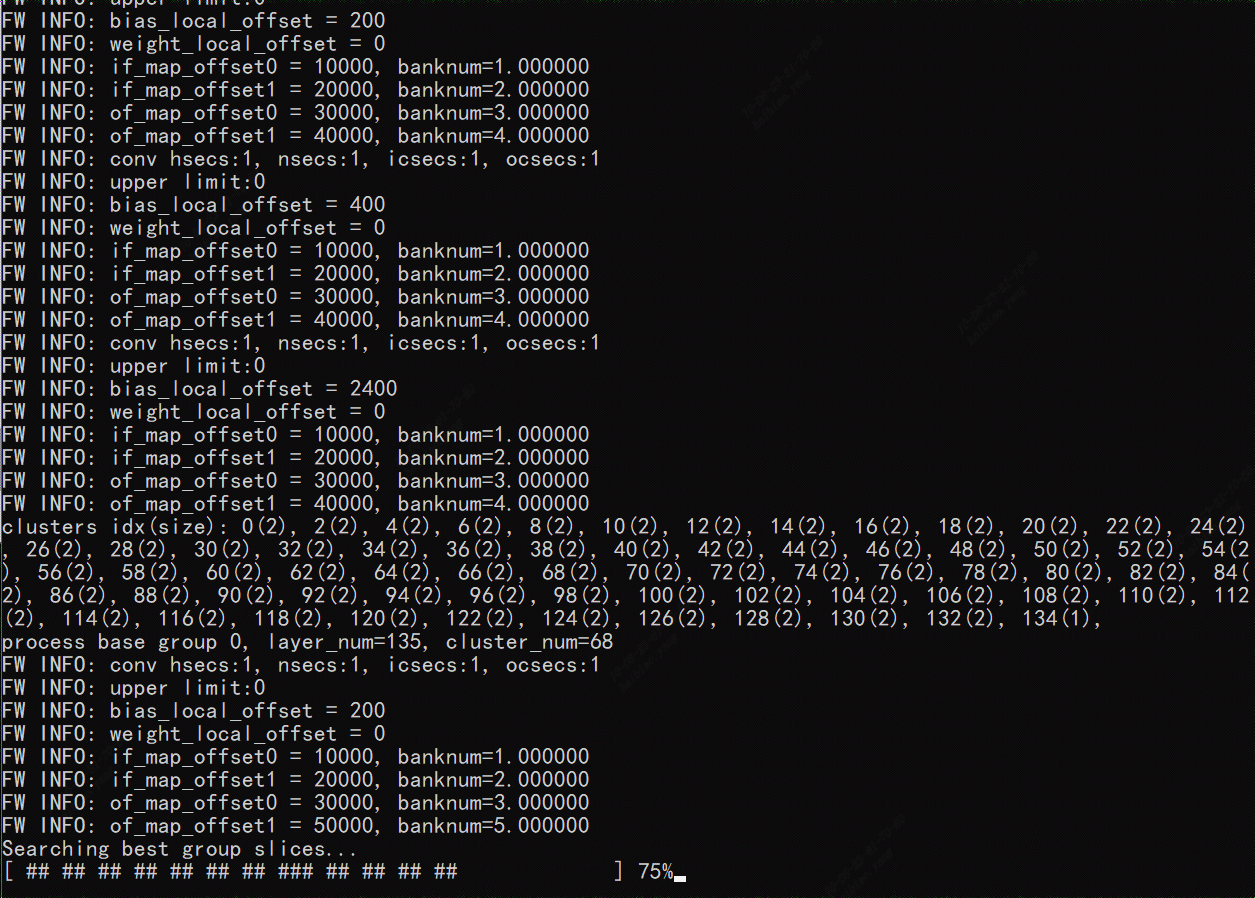 FW INFO: upper limit:0
FW INFO: bias_local_offset = 200
FW INFO: weight_local_offset = 0
FW INFO: if_map_offset0 = 10000, banknum=1.000000
FW INFO: if_map_offset1 = 20000, banknum=2.000000
FW INFO: of_map_offset0 = 30000, banknum=3.000000
FW INFO: of_map_offset1 = 40000, banknum=4.000000
FW INFO: conv hsecs:1, nsecs:1, icsecs:1, ocsecs:1
FW INFO: upper limit:0
FW INFO: bias_local_offset = 400
FW INFO: weight_local_offset = 0
FW INFO: if_map_offset0 = 10000, banknum=1.000000
FW INFO: if_map_offset1 = 20000, banknum=2.000000
FW INFO: of_map_offset0 = 30000, banknum=3.000000
FW INFO: of_map_offset1 = 40000, banknum=4.000000
FW INFO: conv hsecs:1, nsecs:1, icsecs:1, ocsecs:1
FW INFO: upper limit:0
FW INFO: bias_local_offset = 2400
FW INFO: weight_local_offset = 0
FW INFO: if_map_offset0 = 10000, banknum=1.000000
FW INFO: if_map_offset1 = 20000, banknum=2.000000
FW INFO: of_map_offset0 = 30000, banknum=3.000000
FW INFO: of_map_offset1 = 40000, banknum=4.000000
clusters idx(size): 0(2), 2(2), 4(2), 6(2), 8(2), 10(2), 12(2), 14(2), 16(2), 18(2), 20(2), 22(2), 24(2)
, 26(2), 28(2), 30(2), 32(2), 34(2), 36(2), 38(2), 40(2), 42(2), 44(2), 46(2), 48(2), 50(2), 52(2), 54(2
), 56(2), 58(2), 60(2), 62(2), 64(2), 66(2), 68(2), 70(2), 72(2), 74(2), 76(2), 78(2), 80(2), 82(2), 84(
2), 86(2), 88(2), 90(2), 92(2), 94(2), 96(2), 98(2), 100(2), 102(2), 104(2), 106(2), 108(2), 110(2), 112
(2), 114(2), 116(2), 118(2), 120(2), 122(2), 124(2), 126(2), 128(2), 130(2), 132(2), 134(1),
process base group 0, layer_num=135, cluster_num=68
FW INFO: conv hsecs:1, nsecs:1, icsecs:1, ocsecs:1
FW INFO: upper limit:0
FW INFO: bias_local_offset = 200
FW INFO: weight_local_offset = 0
FW INFO: if_map_offset0 = 10000, banknum=1.000000
FW INFO: if_map_offset1 = 20000, banknum=2.000000
FW INFO: of_map_offset0 = 30000, banknum=3.000000
FW INFO: of_map_offset1 = 50000, banknum=5.000000
Searching best group slices...
[ ## ## ## ## ## ## ## ### ## ## ## ## ] 75%